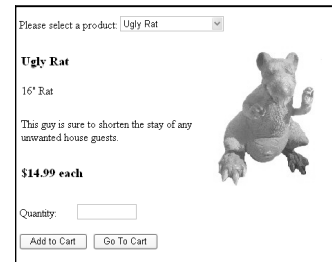 Please select a product: Ugly Rat
Ugly Rat
16" Rat
This guy is sure to shorten the stay of any
unwanted house guests.
$14.99 each
Quantity:
Add to Cart Go To Cart